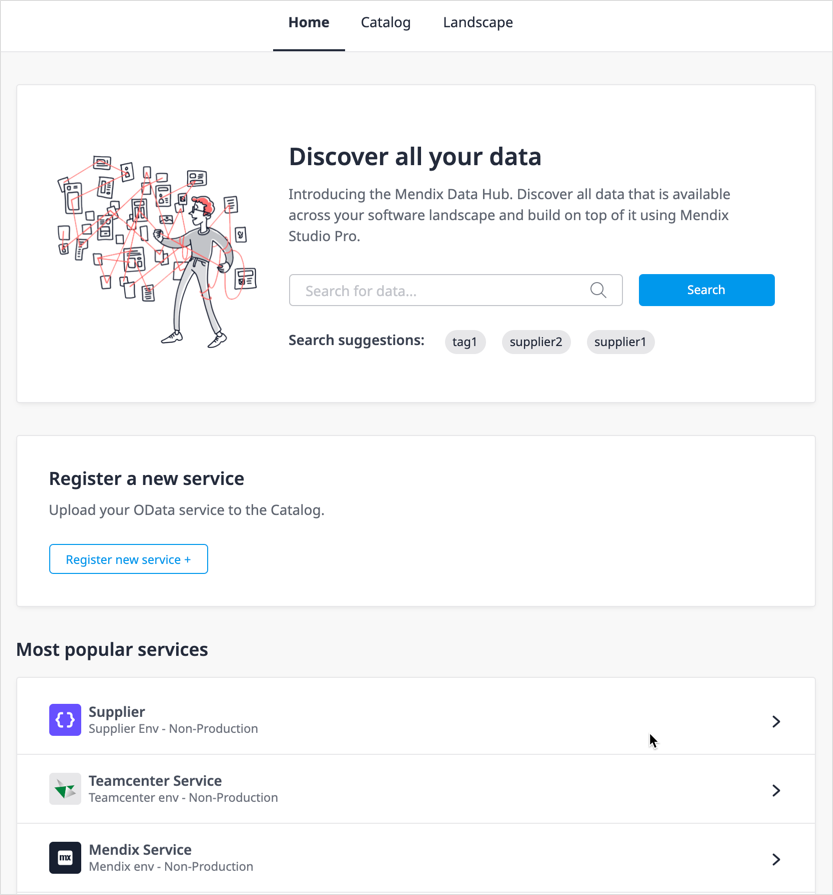 Home Catalog Landscape
Discover all your data
Introducing the Mendix Data Hub. Discover all data that is available
across your software landscape and build on top of it using Mendix
Studio Pro.
Search for data... Search
Search suggestions: tag1 supplier2 supplier1
Register a new service
Upload your OData service to the Catalog.
Register new service +
Most popular services
{} Supplier
Supplier Env - Non-Production
Teamcenter Service
Teamcenter env - Non-Production
mx Mendix Service
Mendix env - Non-Production